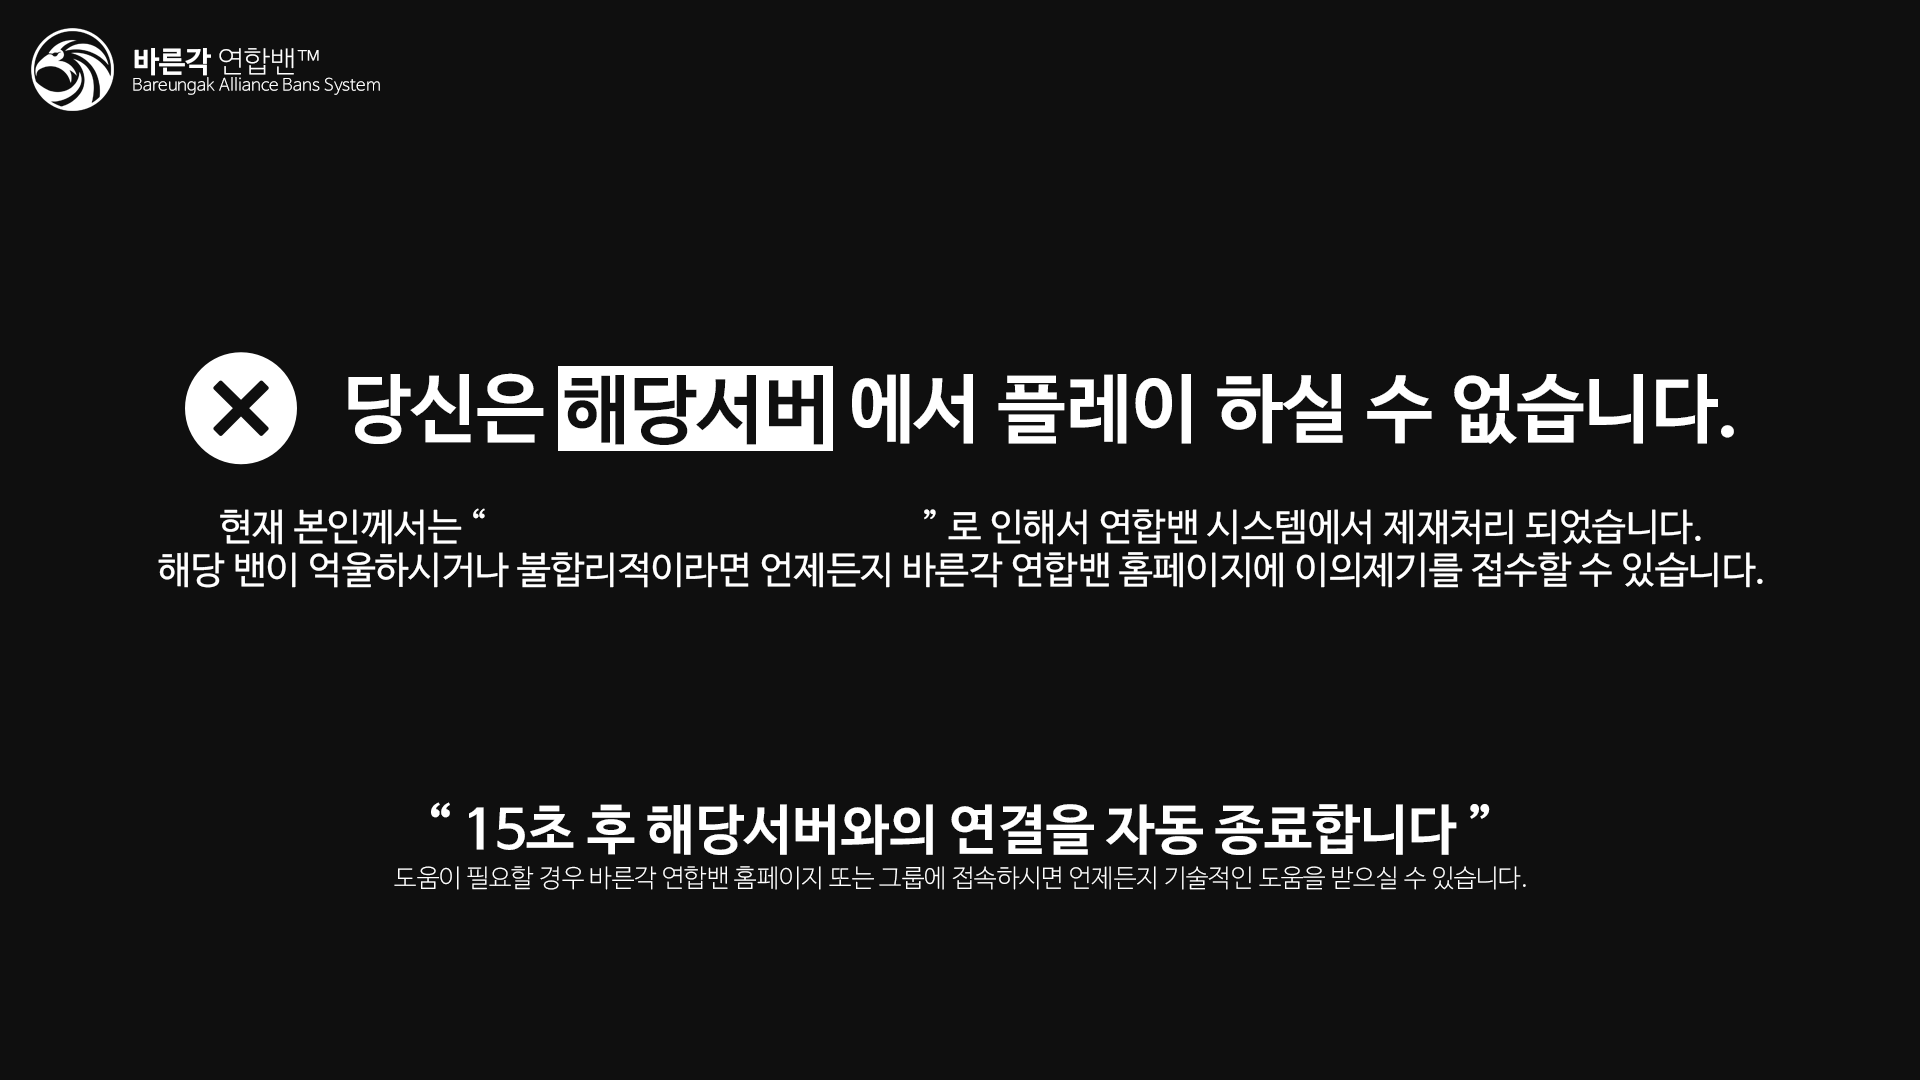 바른각 연합밴™
Bareungak Alliance Bans System
당신은 해당서버 에서 플레이 하실 수 없습니다.
현재 본인께서는 “ ” 로 인해서 연합밴 시스템에서 제재처리 되었습니다.
해당 밴이 억울하시거나 불합리적이라면 언제든지 바른각 연합밴 홈페이지에 이의제기를 접수할 수 있습니다.
“ 15초 후 해당서버와의 연결을 자동 종료합니다 ”
도움이 필요할 경우 바른각 연합밴 홈페이지 또는 그룹에 접속하시면 언제든지 기술적인 도움을 받으실 수 있습니다.